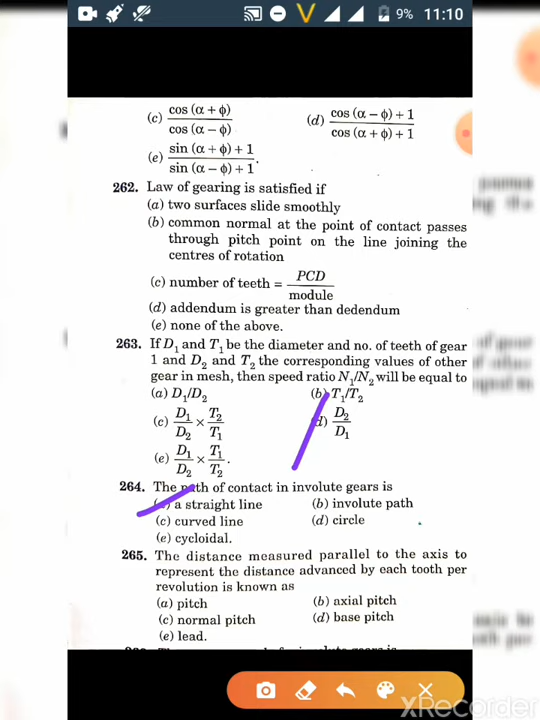 9% 11:10
(c) cos (α + φ) / cos (α − φ) (d) cos (α − φ) + 1 / cos (α + φ) + 1
(e) sin (α + φ) + 1 / sin (α − φ) + 1.
262. Law of gearing is satisfied if
(a) two surfaces slide smoothly
(b) common normal at the point of contact passes
through pitch point on the line joining the
centres of rotation
(c) number of teeth = PCD / module
(d) addendum is greater than dedendum
(e) none of the above.
263. If D₁ and T₁ be the diameter and no. of teeth of gear
1 and D₂ and T₂ the corresponding values of other
gear in mesh, then speed ratio N₁/N₂ will be equal to
(a) D₁/D₂ (b) T₁/T₂
(c) D₁/D₂ × T₂/T₁ (d) D₂/D₁
(e) D₁/D₂ × T₁/T₂.
264. The path of contact in involute gears is
(a) a straight line (b) involute path
(c) curved line (d) circle
(e) cycloidal.
265. The distance measured parallel to the axis to
represent the distance advanced by each tooth per
revolution is known as
(a) pitch (b) axial pitch
(c) normal pitch (d) base pitch
(e) lead.
XRecorder